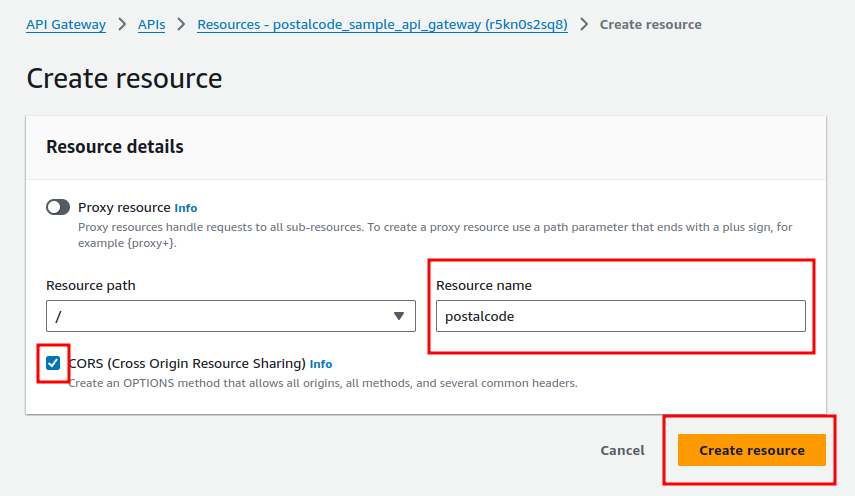 API Gateway > APIs > Resources - postalcode_sample_api_gateway (r5kn0s2sq8) > Create resource
Create resource
Resource details
Proxy resource Info
Proxy resources handle requests to all sub-resources. To create a proxy resource use a path parameter that ends with a plus sign, for
example {proxy+}.
Resource path
/
Resource name
postalcode
CORS (Cross Origin Resource Sharing) Info
Create an OPTIONS method that allows all origins, all methods, and several common headers.
Cancel
Create resource